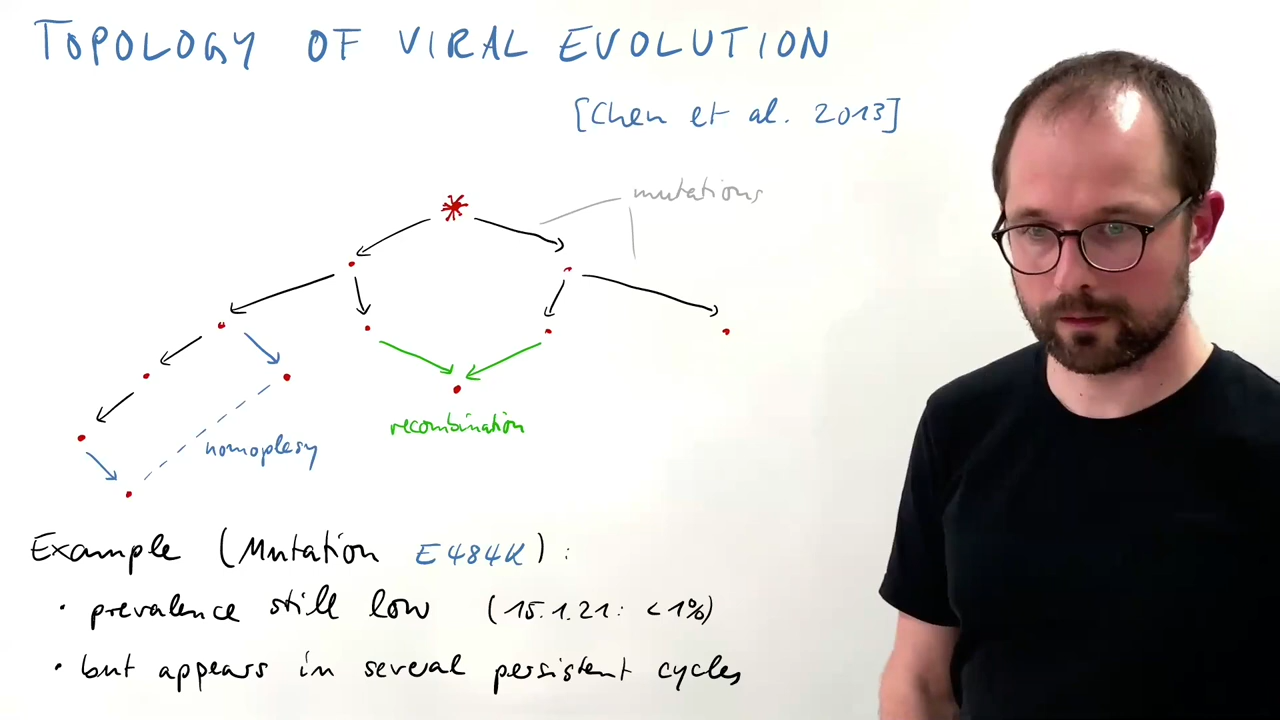 TOPOLOGY OF VIRAL EVOLUTION
[Chen et al. 2013]
mutations
homoplasy
recombination
Example (Mutation E484K):
• prevalence still low (15.1.21: <1%)
• but appears in several persistent cycles